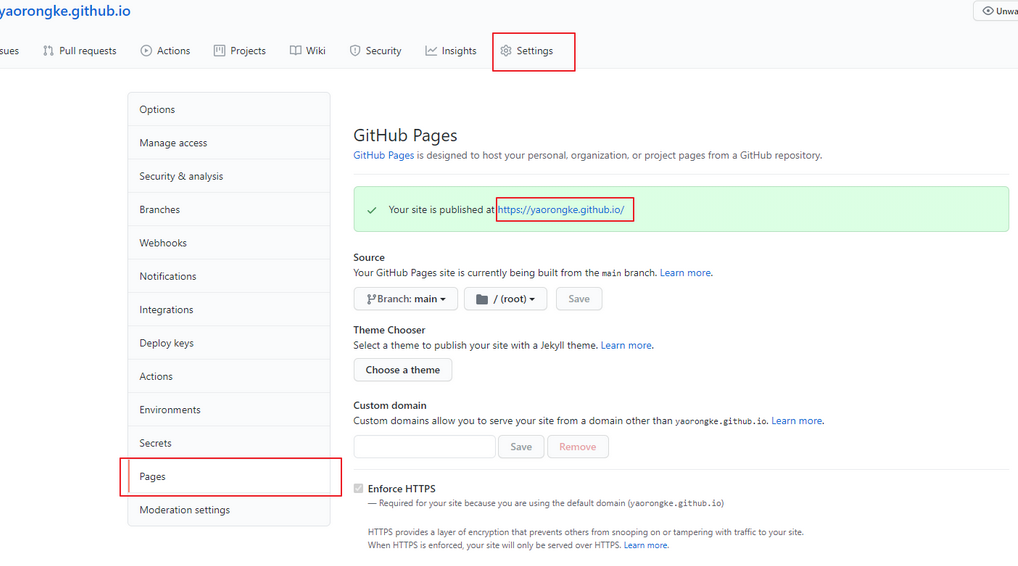 yaorongke.github.io
Unwa
sues Pull requests Actions Projects Wiki Security Insights Settings
Options
Manage access
Security & analysis
Branches
Webhooks
Notifications
Integrations
Deploy keys
Actions
Environments
Secrets
Pages
Moderation settings
GitHub Pages
GitHub Pages is designed to host your personal, organization, or project pages from a GitHub repository.
Your site is published at https://yaorongke.github.io/
Source
Your GitHub Pages site is currently being built from the main branch. Learn more.
Branch: main / (root) Save
Theme Chooser
Select a theme to publish your site with a Jekyll theme. Learn more.
Choose a theme
Custom domain
Custom domains allow you to serve your site from a domain other than yaorongke.github.io. Learn more.
Save Remove
Enforce HTTPS
— Required for your site because you are using the default domain (yaorongke.github.io)
HTTPS provides a layer of encryption that prevents others from snooping on or tampering with traffic to your site.
When HTTPS is enforced, your site will only be served over HTTPS. Learn more.